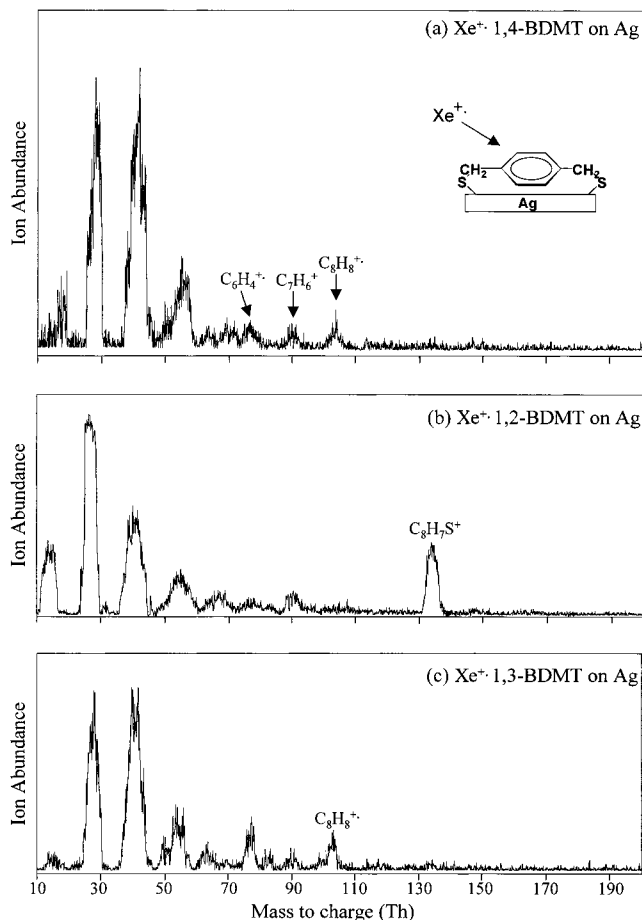 (a) Xe⁺· 1,4-BDMT on Ag
Ion Abundance
Xe⁺·
CH₂ CH₂
S S
Ag
C₆H₄⁺· C₇H₆⁺ C₈H₈⁺·
(b) Xe⁺· 1,2-BDMT on Ag
Ion Abundance
C₈H₇S⁺
(c) Xe⁺· 1,3-BDMT on Ag
Ion Abundance
C₈H₈⁺·
10 30 50 70 90 110 130 150 170 190
Mass to charge (Th)